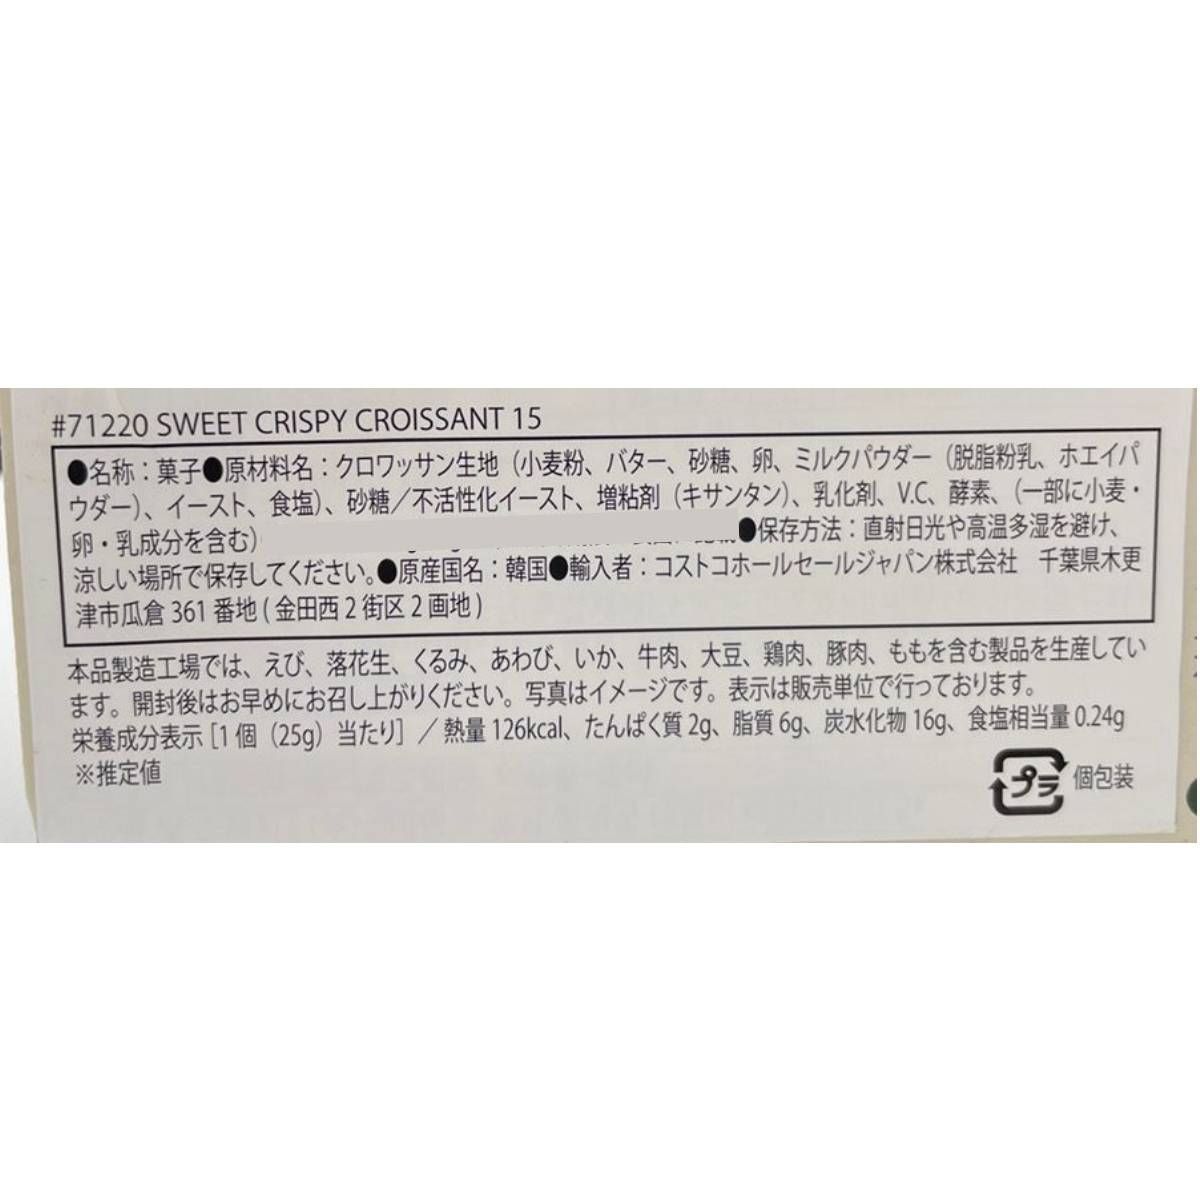 #71220 SWEET CRISPY CROISSANT 15
●名称：菓子●原材料名：クロワッサン生地（小麦粉、バター、砂糖、卵、ミルクパウダー（脱脂粉乳、ホエイパ
ウダー）、イースト、食塩）、砂糖／不活性化イースト、増粘剤（キサンタン）、乳化剤、V.C、酵素、（一部に小麦・
卵・乳成分を含む）●保存方法：直射日光や高温多湿を避け、
涼しい場所で保存してください。●原産国名：韓国●輸入者：コストコホールセールジャパン株式会社　千葉県木更
津市瓜倉 361 番地 ( 金田西 2 街区 2 画地 )
本品製造工場では、えび、落花生、くるみ、あわび、いか、牛肉、大豆、鶏肉、豚肉、ももを含む製品を生産してい
ます。開封後はお早めにお召し上がりください。写真はイメージです。表示は販売単位で行っております。
栄養成分表示［1 個（25g）当たり］／熱量 126kcal、たんぱく質 2g、脂質 6g、炭水化物 16g、食塩相当量 0.24g
※推定値
プラ 個包装